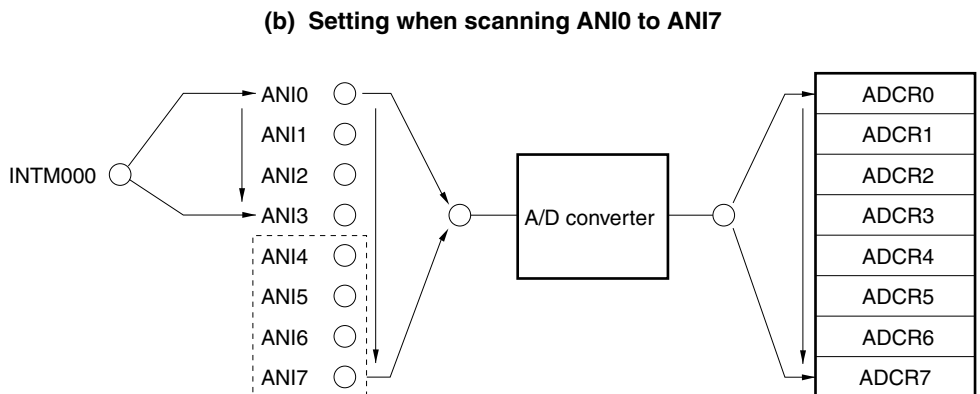 (b) Setting when scanning ANI0 to ANI7
INTM000
ANI0
ANI1
ANI2
ANI3
ANI4
ANI5
ANI6
ANI7
A/D converter
ADCR0
ADCR1
ADCR2
ADCR3
ADCR4
ADCR5
ADCR6
ADCR7